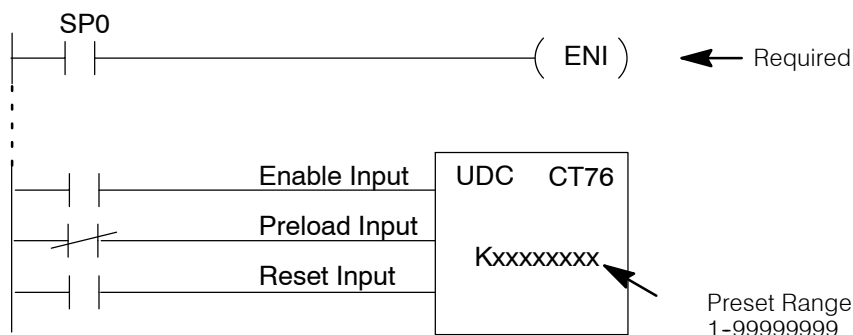 SP0
ENI
Required
Enable Input
UDC CT76
Preload Input
Kxxxxxxxx
Reset Input
Preset Range
1-99999999